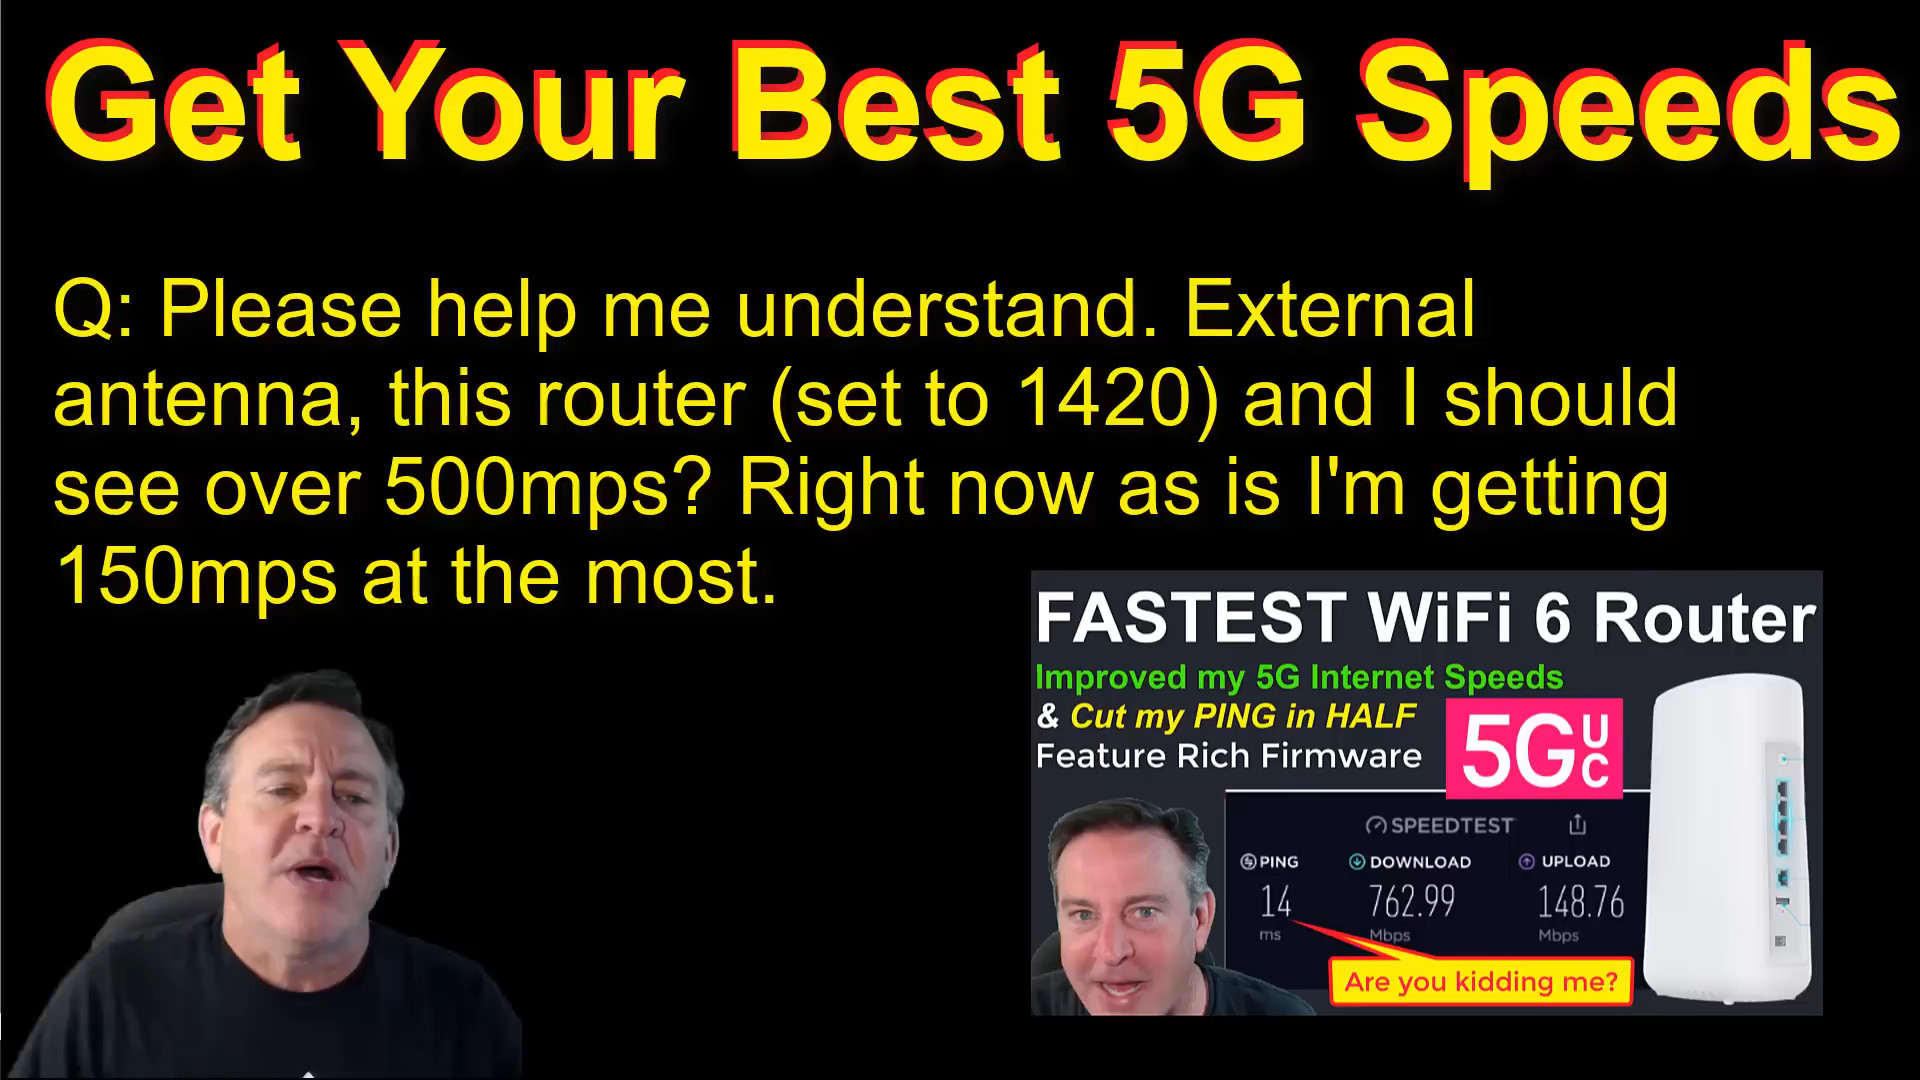 Get Your Best 5G Speeds
Q: Please help me understand. External
antenna, this router (set to 1420) and I should
see over 500mps? Right now as is I'm getting
150mps at the most.
FASTEST WiFi 6 Router
Improved my 5G Internet Speeds
& Cut my PING in HALF
Feature Rich Firmware
5G UC
SPEEDTEST
PING DOWNLOAD UPLOAD
14 762.99 148.76
ms Mbps Mbps
Are you kidding me?